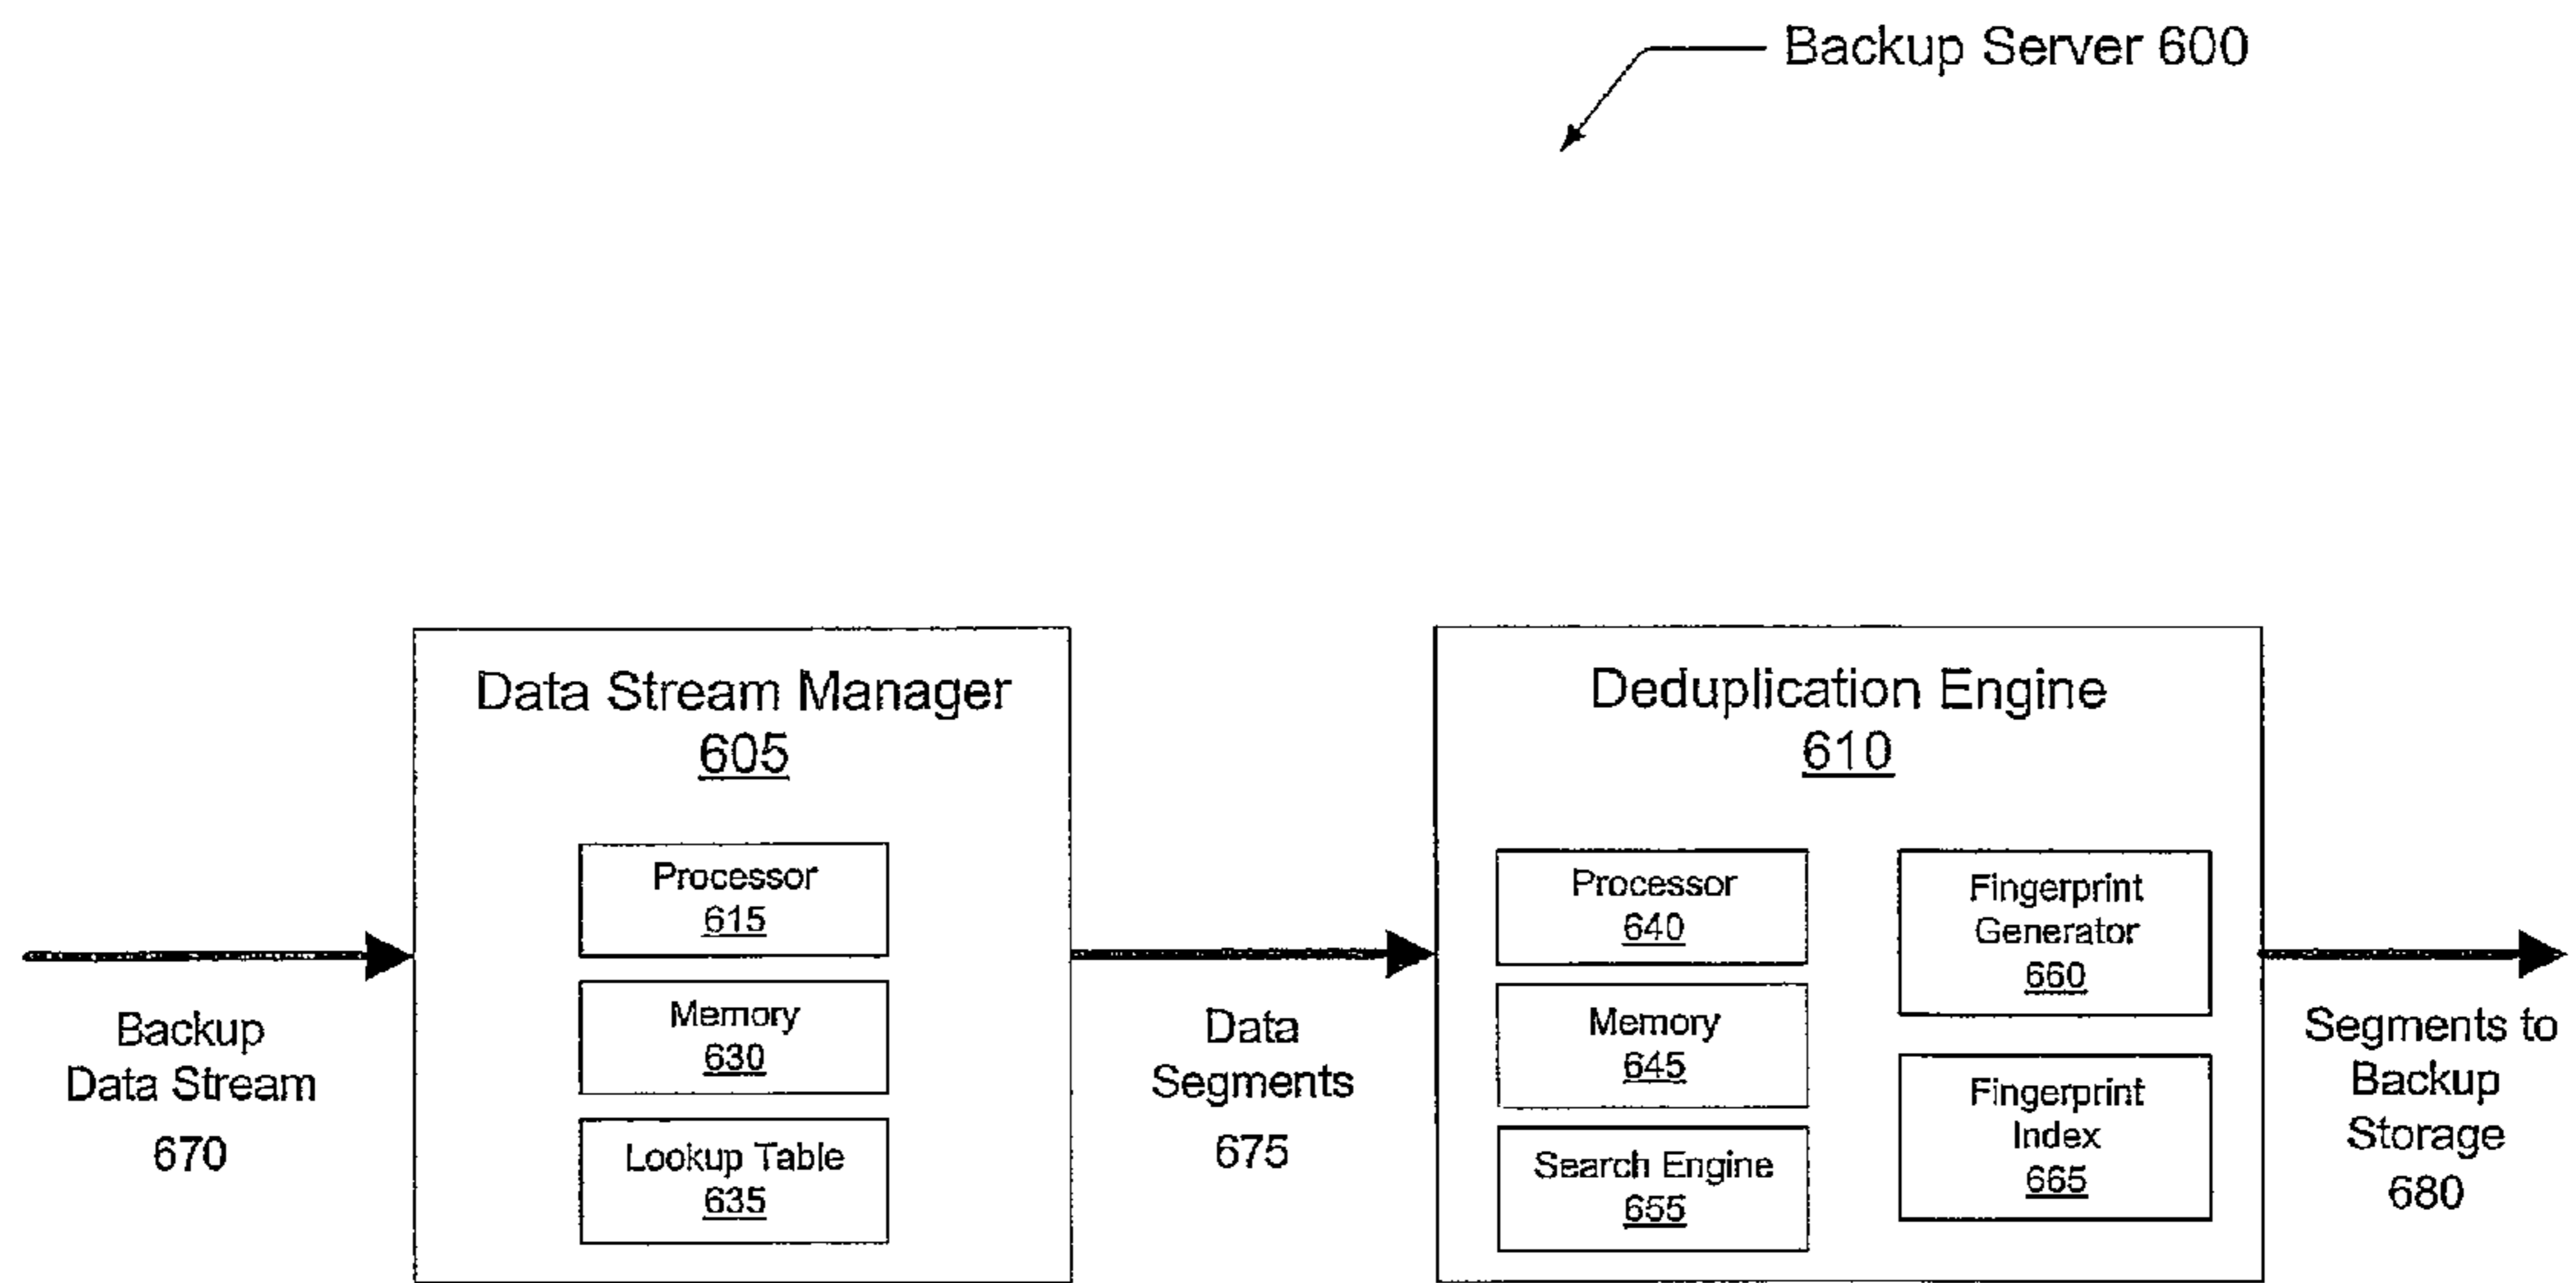 Backup Server 600
Backup
Data Stream
670
Data Stream Manager
605
Processor
615
Memory
630
Lookup Table
635
Data
Segments
675
Deduplication Engine
610
Processor
640
Memory
645
Search Engine
655
Fingerprint
Generator
660
Fingerprint
Index
665
Segments to
Backup
Storage
680